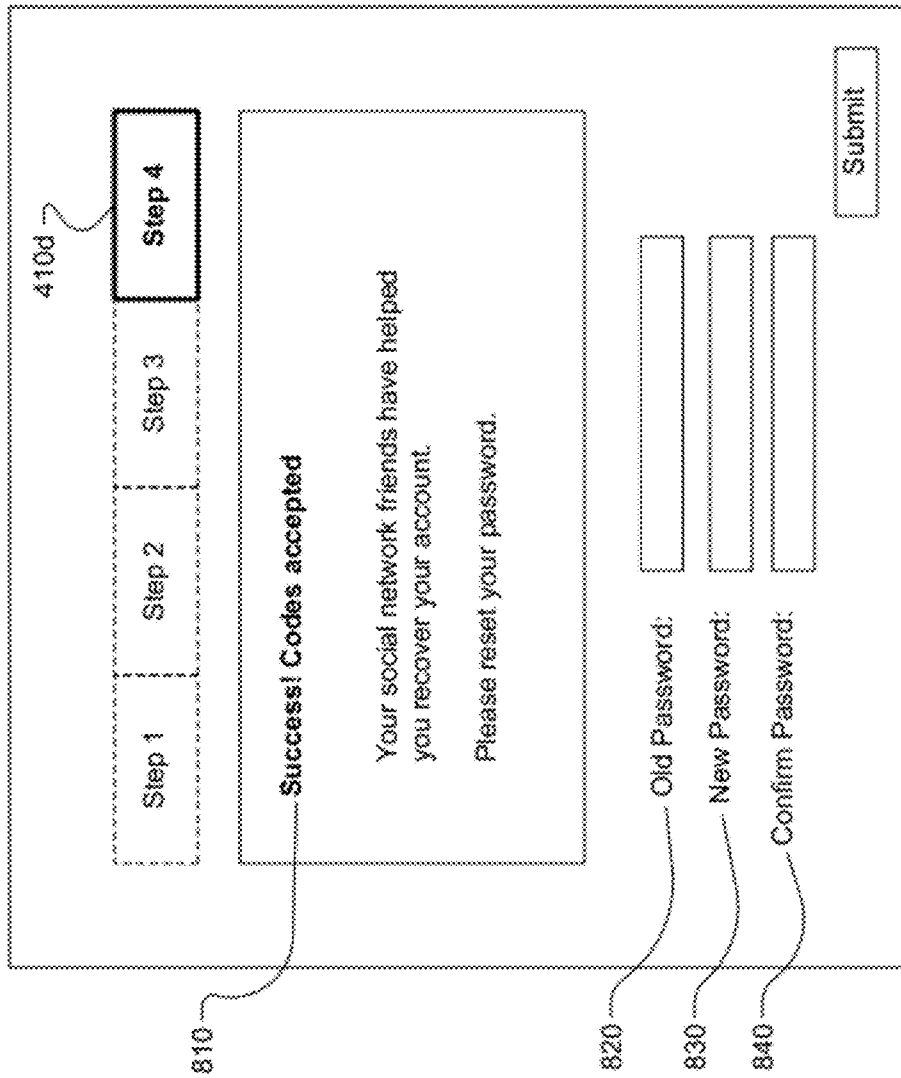 410d
Step 1 Step 2 Step 3 Step 4
810
Success! Codes accepted
Your social network friends have helped
you recover your account.
Please reset your password.
820 Old Password:
830 New Password:
840 Confirm Password:
Submit